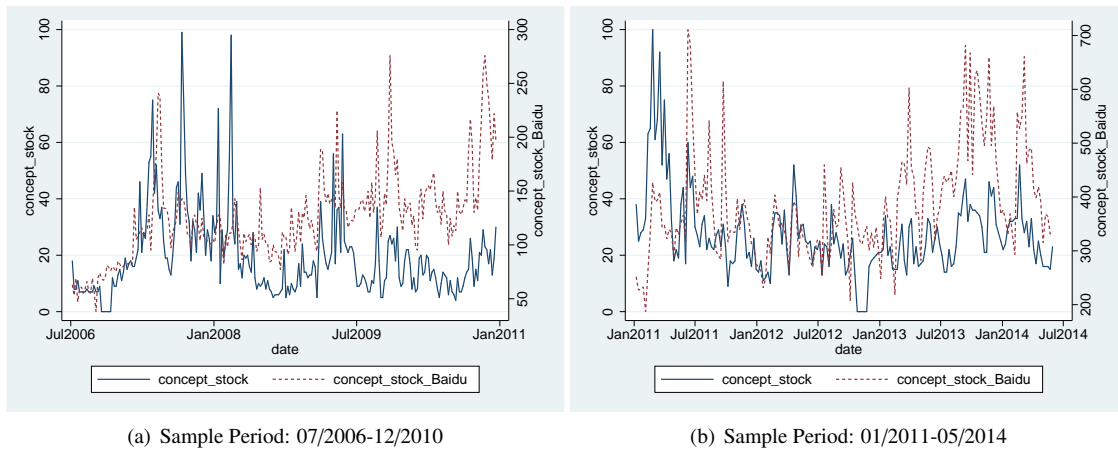 100
80
60
40
20
0
concept_stock
300
250
200
150
100
50
concept_stock_Baidu
Jul2006
Jan2008
Jul2009
Jan2011
date
concept_stock
concept_stock_Baidu
(a) Sample Period: 07/2006-12/2010
100
80
60
40
20
0
concept_stock
700
600
500
400
300
200
concept_stock_Baidu
Jan2011
Jul2011
Jan2012
Jul2012
Jan2013
Jul2013
Jan2014
Jul2014
date
concept_stock
concept_stock_Baidu
(b) Sample Period: 01/2011-05/2014